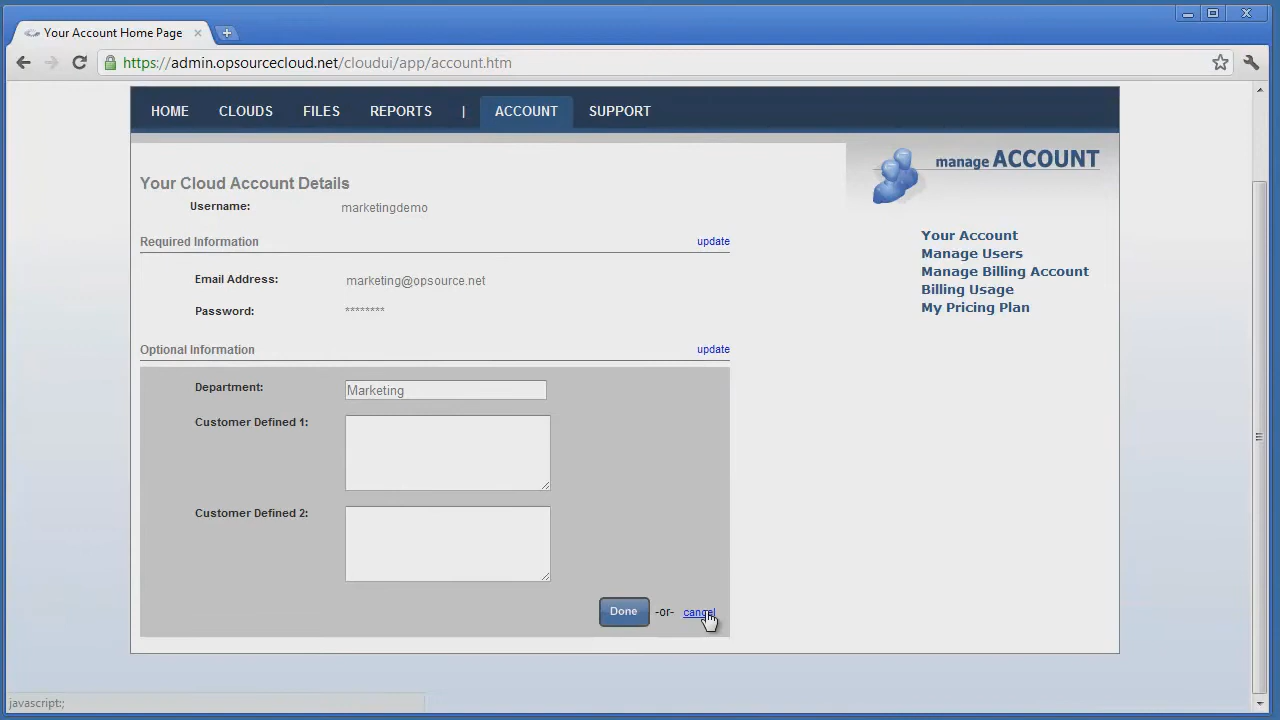 Your Account Home Page
https://admin.opsourcecloud.net/cloudui/app/account.htm
HOME CLOUDS FILES REPORTS | ACCOUNT SUPPORT
manage ACCOUNT
Your Cloud Account Details
Username: marketingdemo
Required Information update
Email Address: marketing@opsource.net
Password: ********
Optional Information update
Department: Marketing
Customer Defined 1:
Customer Defined 2:
Done -or- cancel
Your Account
Manage Users
Manage Billing Account
Billing Usage
My Pricing Plan
javascript:;